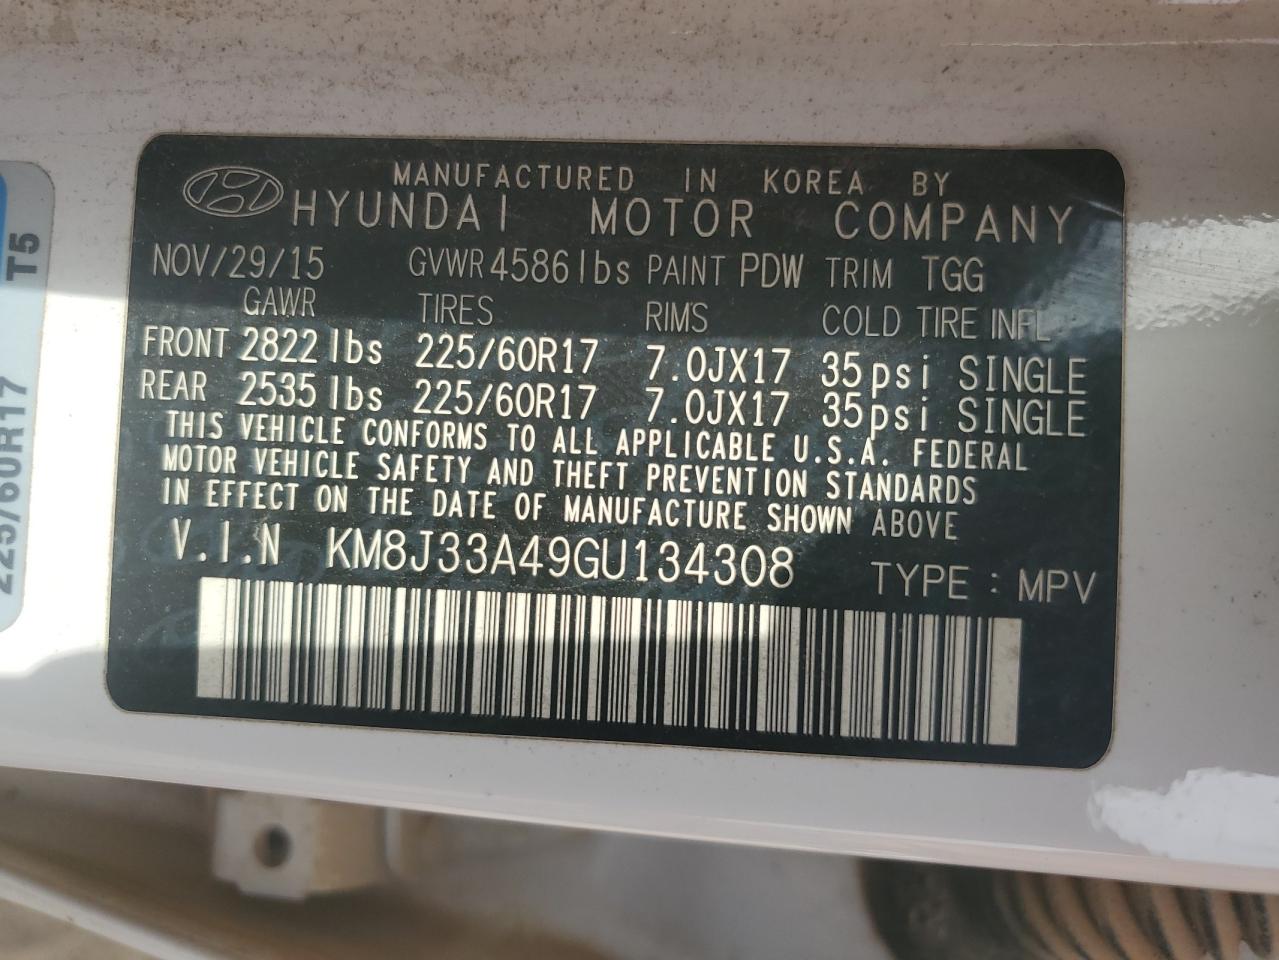 MANUFACTURED IN KOREA BY
HYUNDAI MOTOR COMPANY
NOV/29/15 GVWR 4586lbs PAINT PDW TRIM TGG
GAWR TIRES RIMS COLD TIRE INFL
FRONT 2822 lbs 225/60R17 7.0JX17 35psi SINGLE
REAR 2535 lbs 225/60R17 7.0JX17 35psi SINGLE
THIS VEHICLE CONFORMS TO ALL APPLICABLE U.S.A. FEDERAL
MOTOR VEHICLE SAFETY AND THEFT PREVENTION STANDARDS
IN EFFECT ON THE DATE OF MANUFACTURE SHOWN ABOVE
V.I.N KM8J33A49GU134308 TYPE : MPV
225/60R17
T5